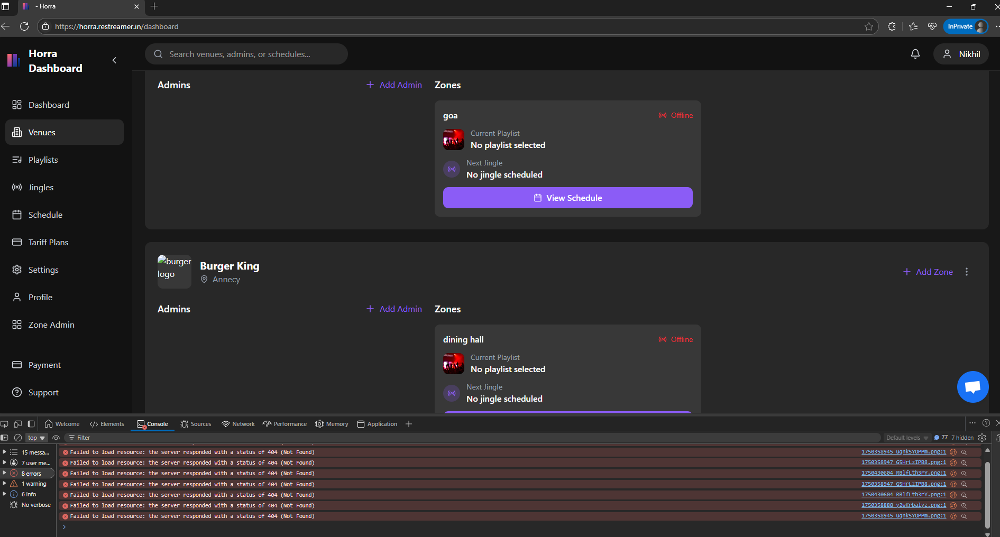 - Horra
https://horra.restreamer.in/dashboard
InPrivate
Horra
Dashboard
Search venues, admins, or schedules...
Nikhil
Dashboard
Venues
Playlists
Jingles
Schedule
Tariff Plans
Settings
Profile
Zone Admin
Payment
Support
Admins
Add Admin
Zones
goa
Offline
Current Playlist
No playlist selected
Next Jingle
No jingle scheduled
View Schedule
burger
logo
Burger King
Annecy
Add Zone
Admins
Add Admin
Zones
dining hall
Offline
Current Playlist
No playlist selected
Next Jingle
No jingle scheduled
Welcome
Elements
Console
Sources
Network
Performance
Memory
Application
top
Filter
Default levels
77
7 hidden
15 messa...
7 user me...
8 errors
1 warning
6 info
No verbose
Failed to load resource: the server responded with a status of 404 (Not Found) 1750358945_uqnk5YOPPm.png:1
Failed to load resource: the server responded with a status of 404 (Not Found) 1750358947_G5HrLzIPB8.png:1
Failed to load resource: the server responded with a status of 404 (Not Found) 1750430604_RBlfLth3rY.png:1
Failed to load resource: the server responded with a status of 404 (Not Found) 1750358947_G5HrLzIPB8.png:1
Failed to load resource: the server responded with a status of 404 (Not Found) 1750430604_RBlfLth3rY.png:1
Failed to load resource: the server responded with a status of 404 (Not Found) 1750358888_y2wKrbalyz.png:1
Failed to load resource: the server responded with a status of 404 (Not Found) 1750358945_uqnk5YOPPm.png:1